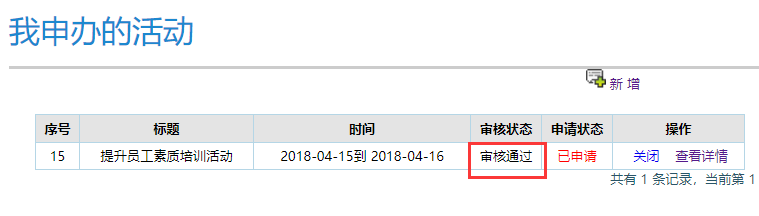 我申办的活动
新 增
序号 标题 时间 审核状态 申请状态 操作
15 提升员工素质培训活动 2018-04-15到 2018-04-16 审核通过 已申请 关闭 查看详情
共有 1 条记录，当前第 1